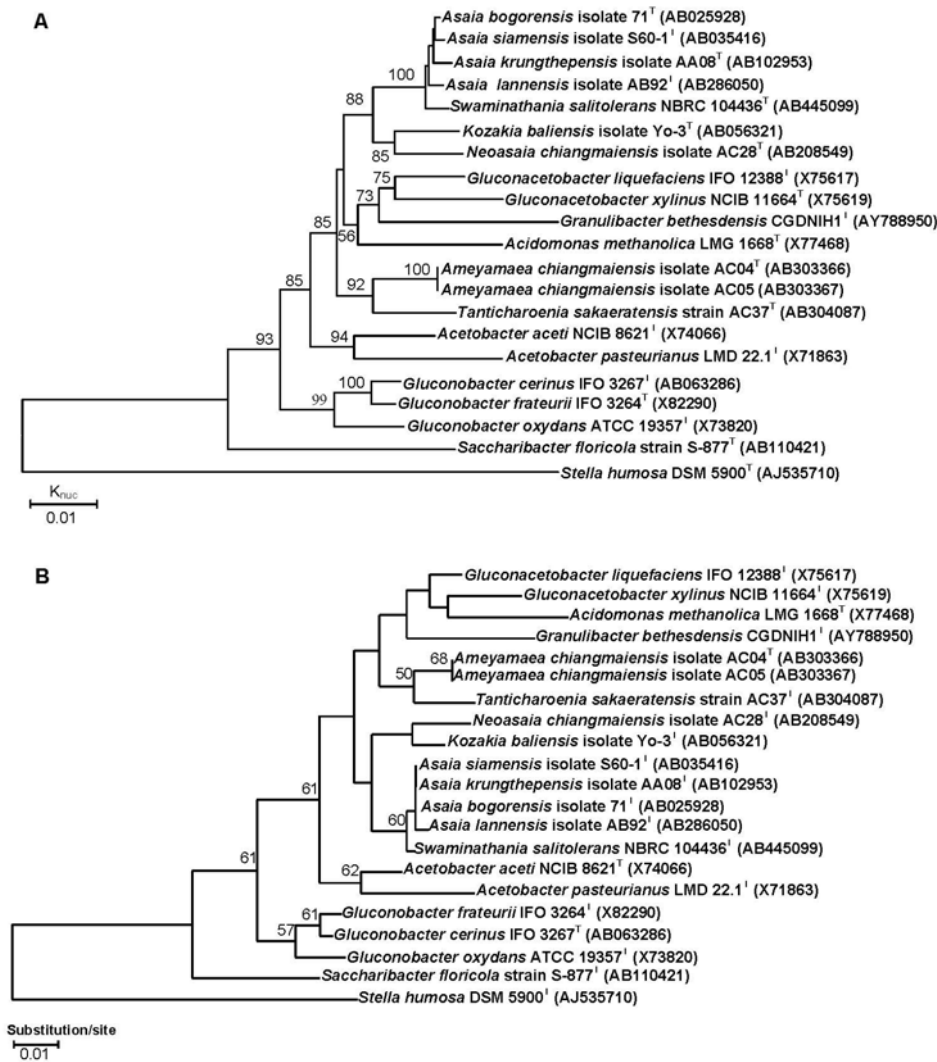 A
Asaia bogorensis isolate 71T (AB025928)
Asaia siamensis isolate S60-1T (AB035416)
Asaia krungthepensis isolate AA08T (AB102953)
100
Asaia lannensis isolate AB92T (AB286050)
88
Swaminathania salitolerans NBRC 104436T (AB445099)
Kozakia baliensis isolate Yo-3T (AB056321)
85
Neoasaia chiangmaiensis isolate AC28T (AB208549)
75
Gluconacetobacter liquefaciens IFO 12388T (X75617)
73
Gluconacetobacter xylinus NCIB 11664T (X75619)
85
Granulibacter bethesdensis CGDNIH1T (AY788950)
56
Acidomonas methanolica LMG 1668T (X77468)
100
Ameyamaea chiangmaiensis isolate AC04T (AB303366)
85
92
Ameyamaea chiangmaiensis isolate AC05 (AB303367)
Tanticharoenia sakaeratensis strain AC37T (AB304087)
93
94
Acetobacter aceti NCIB 8621T (X74066)
Acetobacter pasteurianus LMD 22.1T (X71863)
100
Gluconobacter cerinus IFO 3267T (AB063286)
99
Gluconobacter frateurii IFO 3264T (X82290)
Gluconobacter oxydans ATCC 19357T (X73820)
Saccharibacter floricola strain S-877T (AB110421)
Stella humosa DSM 5900T (AJ535710)
Knuc
0.01
B
Gluconacetobacter liquefaciens IFO 12388T (X75617)
Gluconacetobacter xylinus NCIB 11664T (X75619)
Acidomonas methanolica LMG 1668T (X77468)
Granulibacter bethesdensis CGDNIH1T (AY788950)
68
Ameyamaea chiangmaiensis isolate AC04T (AB303366)
50
Ameyamaea chiangmaiensis isolate AC05 (AB303367)
Tanticharoenia sakaeratensis strain AC37T (AB304087)
Neoasaia chiangmaiensis isolate AC28T (AB208549)
Kozakia baliensis isolate Yo-3T (AB056321)
Asaia siamensis isolate S60-1T (AB035416)
61
Asaia krungthepensis isolate AA08T (AB102953)
Asaia bogorensis isolate 71T (AB025928)
60
Asaia lannensis isolate AB92T (AB286050)
Swaminathania salitolerans NBRC 104436T (AB445099)
61
62
Acetobacter aceti NCIB 8621T (X74066)
Acetobacter pasteurianus LMD 22.1T (X71863)
61
Gluconobacter frateurii IFO 3264T (X82290)
57
Gluconobacter cerinus IFO 3267T (AB063286)
Gluconobacter oxydans ATCC 19357T (X73820)
Saccharibacter floricola strain S-877T (AB110421)
Stella humosa DSM 5900T (AJ535710)
Substitution/site
0.01